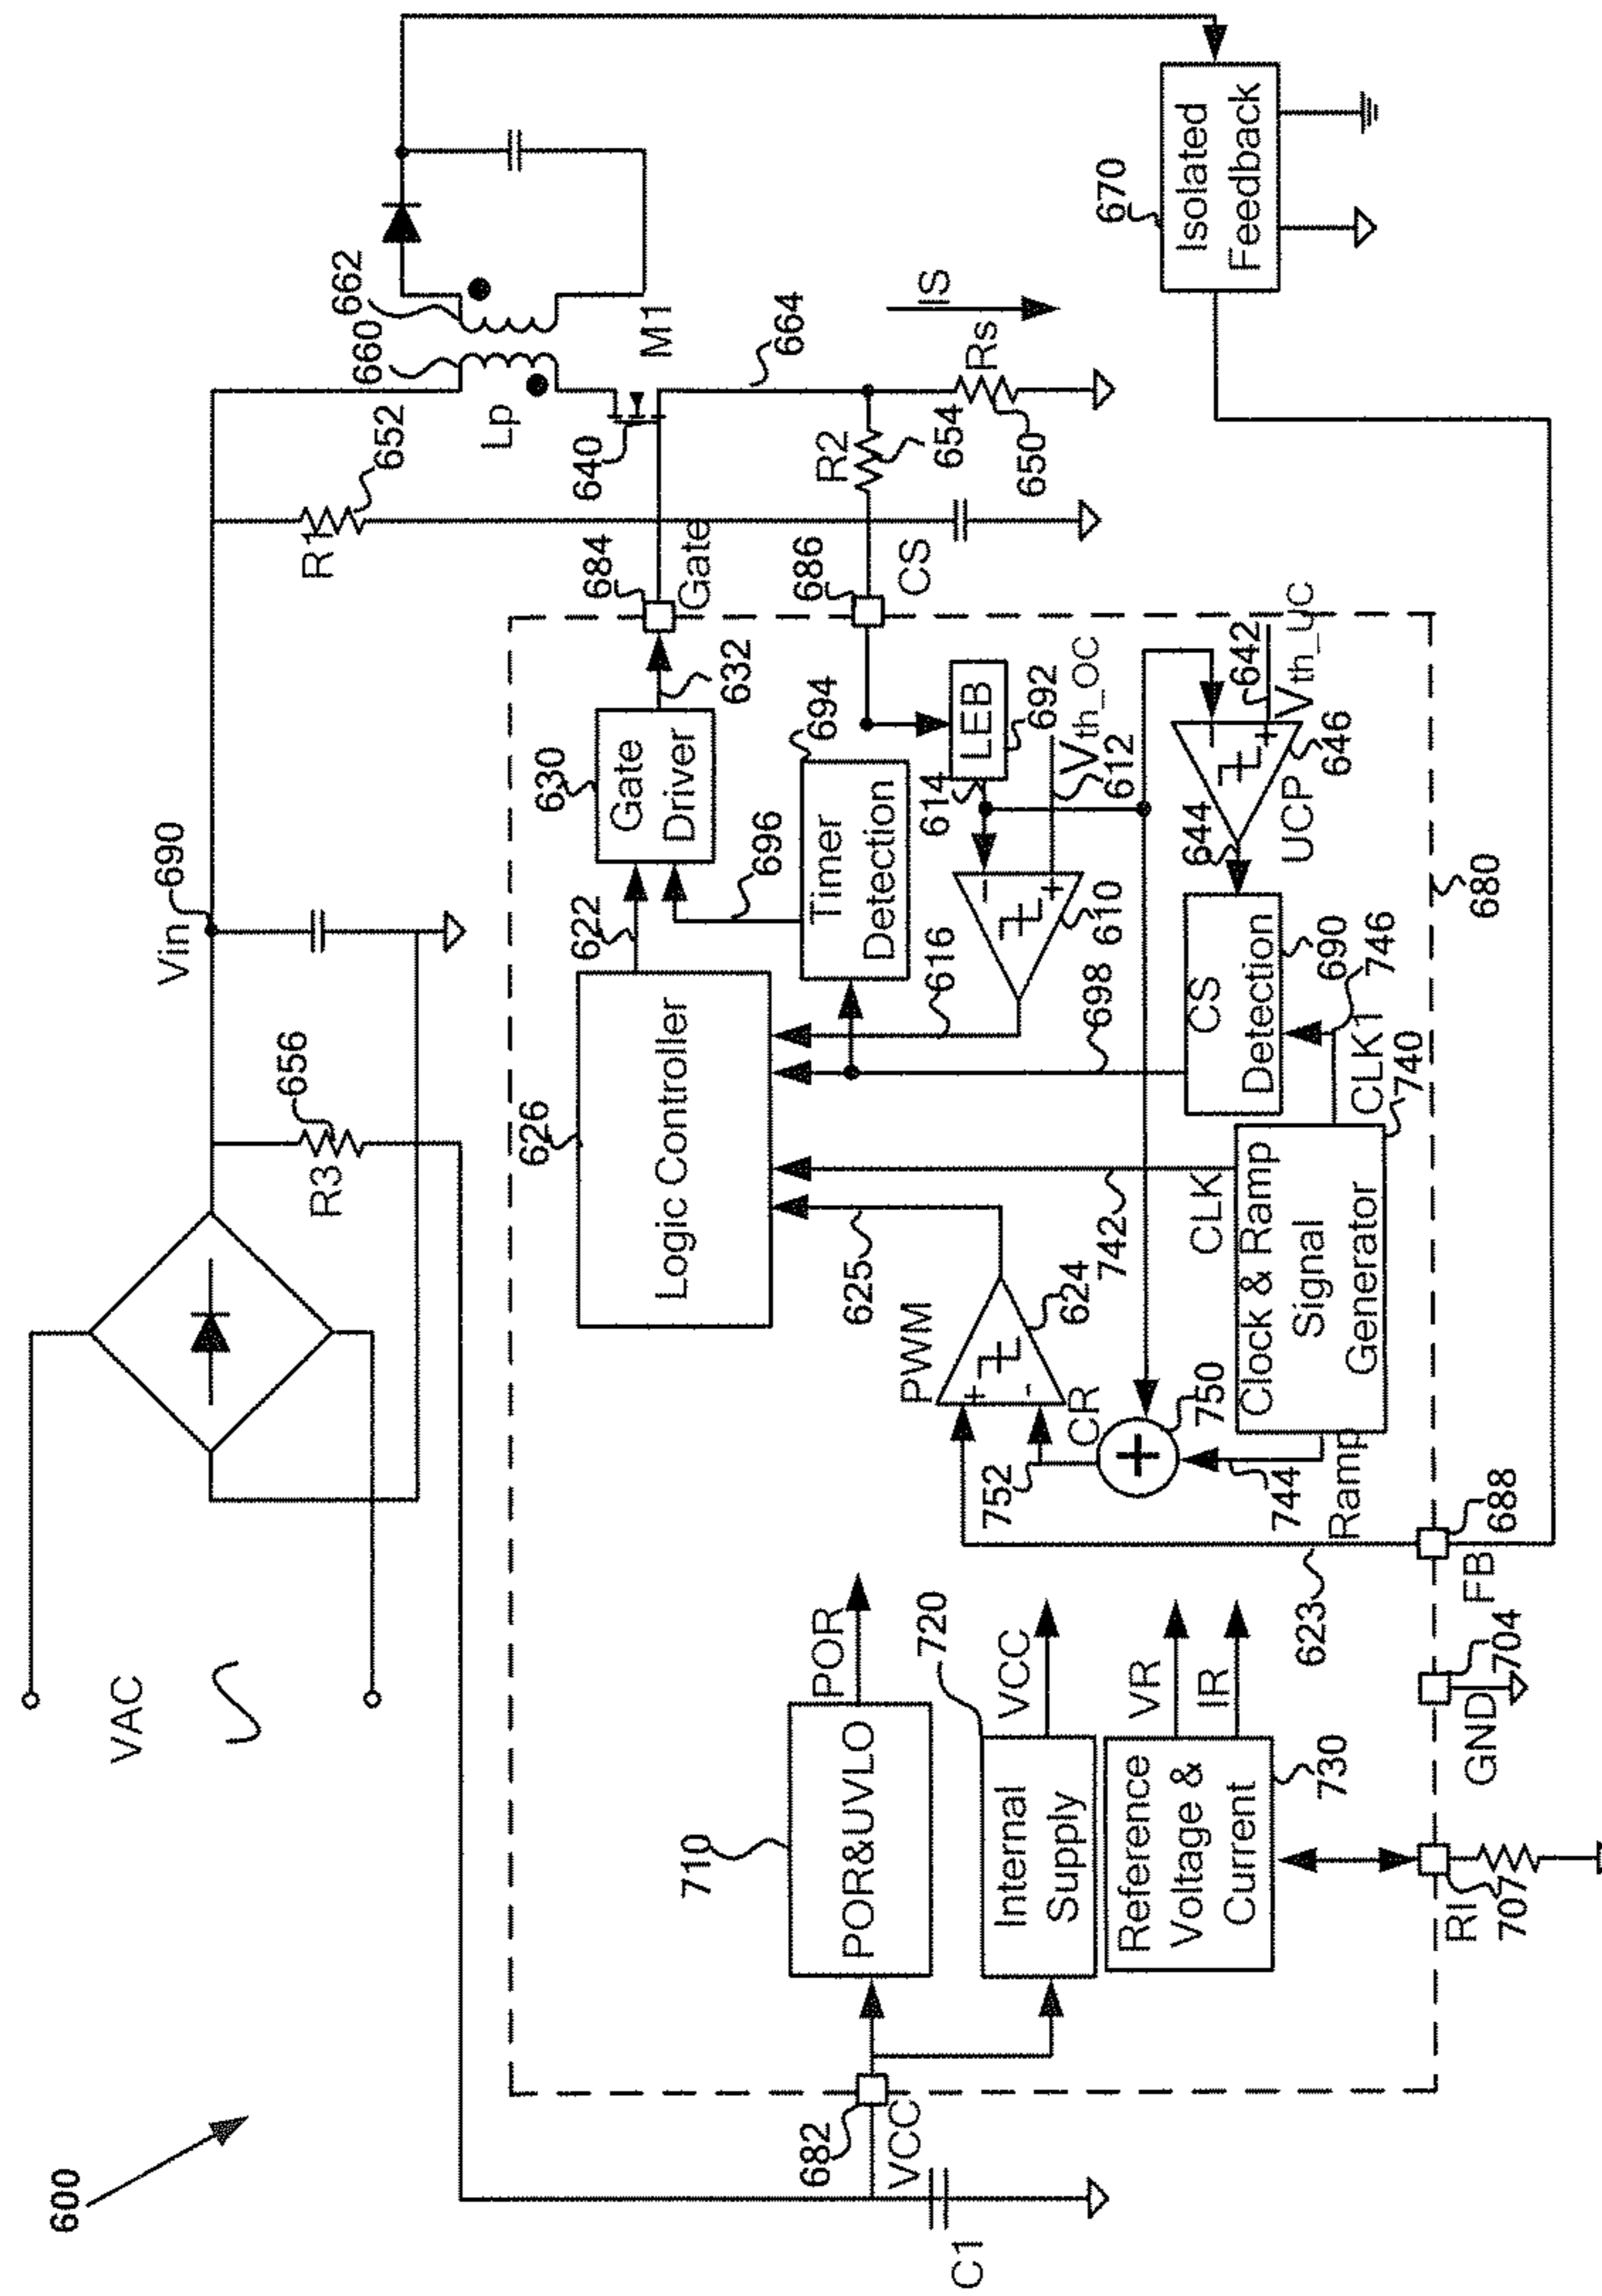 600
VAC
Vin
690
R3
656
R1
652
Lp
660
662
M1
640
664
IS
Rs
650
R2
654
684
Gate
686
CS
670
Isolated
Feedback
626
Logic Controller
622
630
Gate
Driver
632
694
Timer
Detection
696
LEB
692
614
Vth_OC
612
610
616
698
642
Vth_UC
646
UCP
644
CS
Detection
690
746
CLK1
740
680
Clock & Ramp
Signal
Generator
CLK
742
625
PWM
624
+
-
CR
752
+
750
744
Ramp
-
+
-
+
623
688
FB
704
GND
RI
707
710
POR&UVLO
POR
720
Internal
Supply
VCC
Reference
Voltage &
Current
730
VR
IR
682
VCC
C1